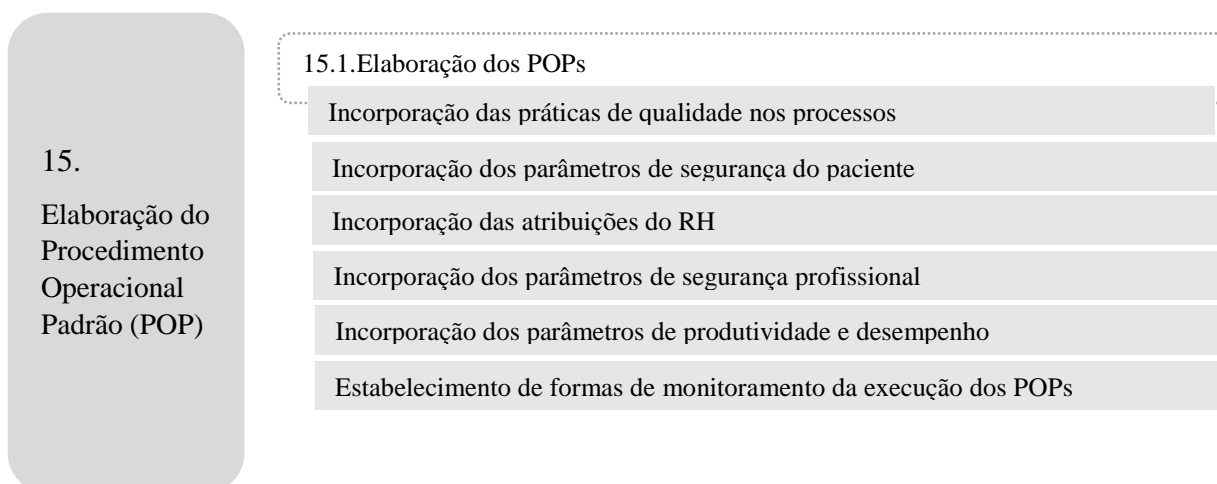 15.
Elaboração do
Procedimento
Operacional
Padrão (POP)
15.1.Elaboração dos POPs
Incorporação das práticas de qualidade nos processos
Incorporação dos parâmetros de segurança do paciente
Incorporação das atribuições do RH
Incorporação dos parâmetros de segurança profissional
Incorporação dos parâmetros de produtividade e desempenho
Estabelecimento de formas de monitoramento da execução dos POPs